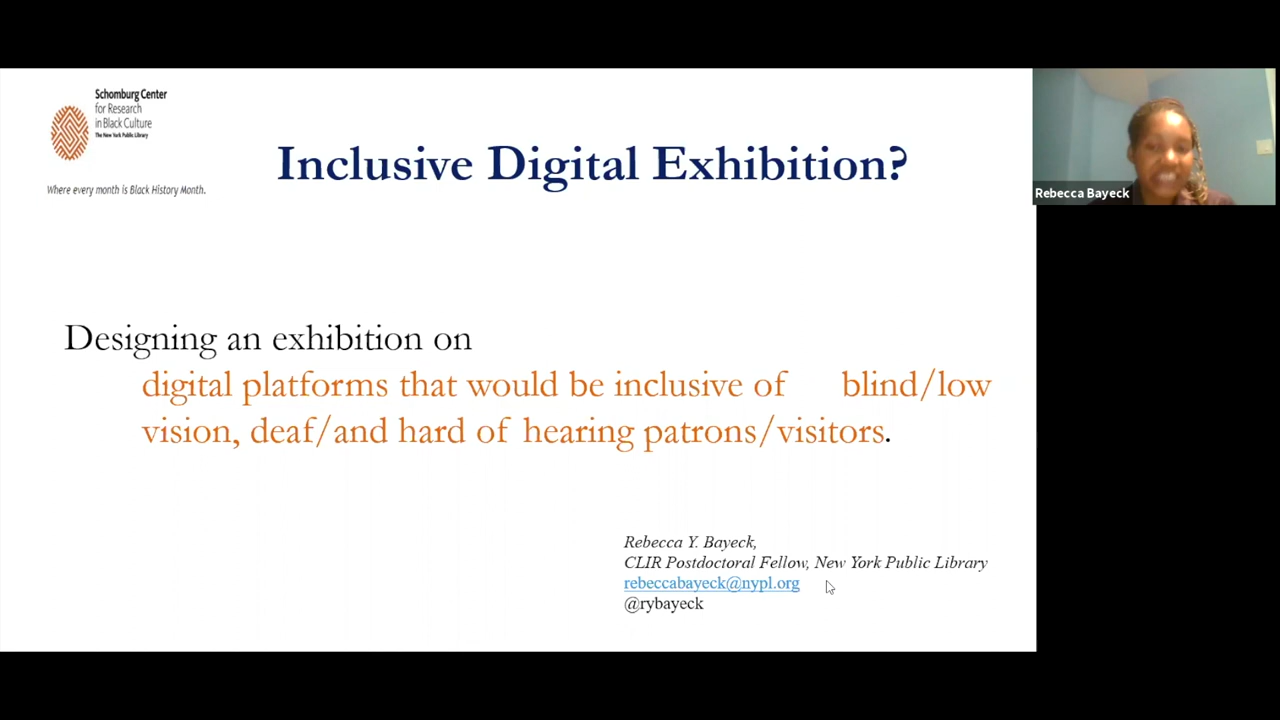 Schomburg Center
for Research
in Black Culture
The New York Public Library
Where every month is Black History Month.
Inclusive Digital Exhibition?
Rebecca Bayeck
Designing an exhibition on
digital platforms that would be inclusive of blind/low
vision, deaf/and hard of hearing patrons/visitors.
Rebecca Y. Bayeck,
CLIR Postdoctoral Fellow, New York Public Library
rebeccabayeck@nypl.org
@rybayeck